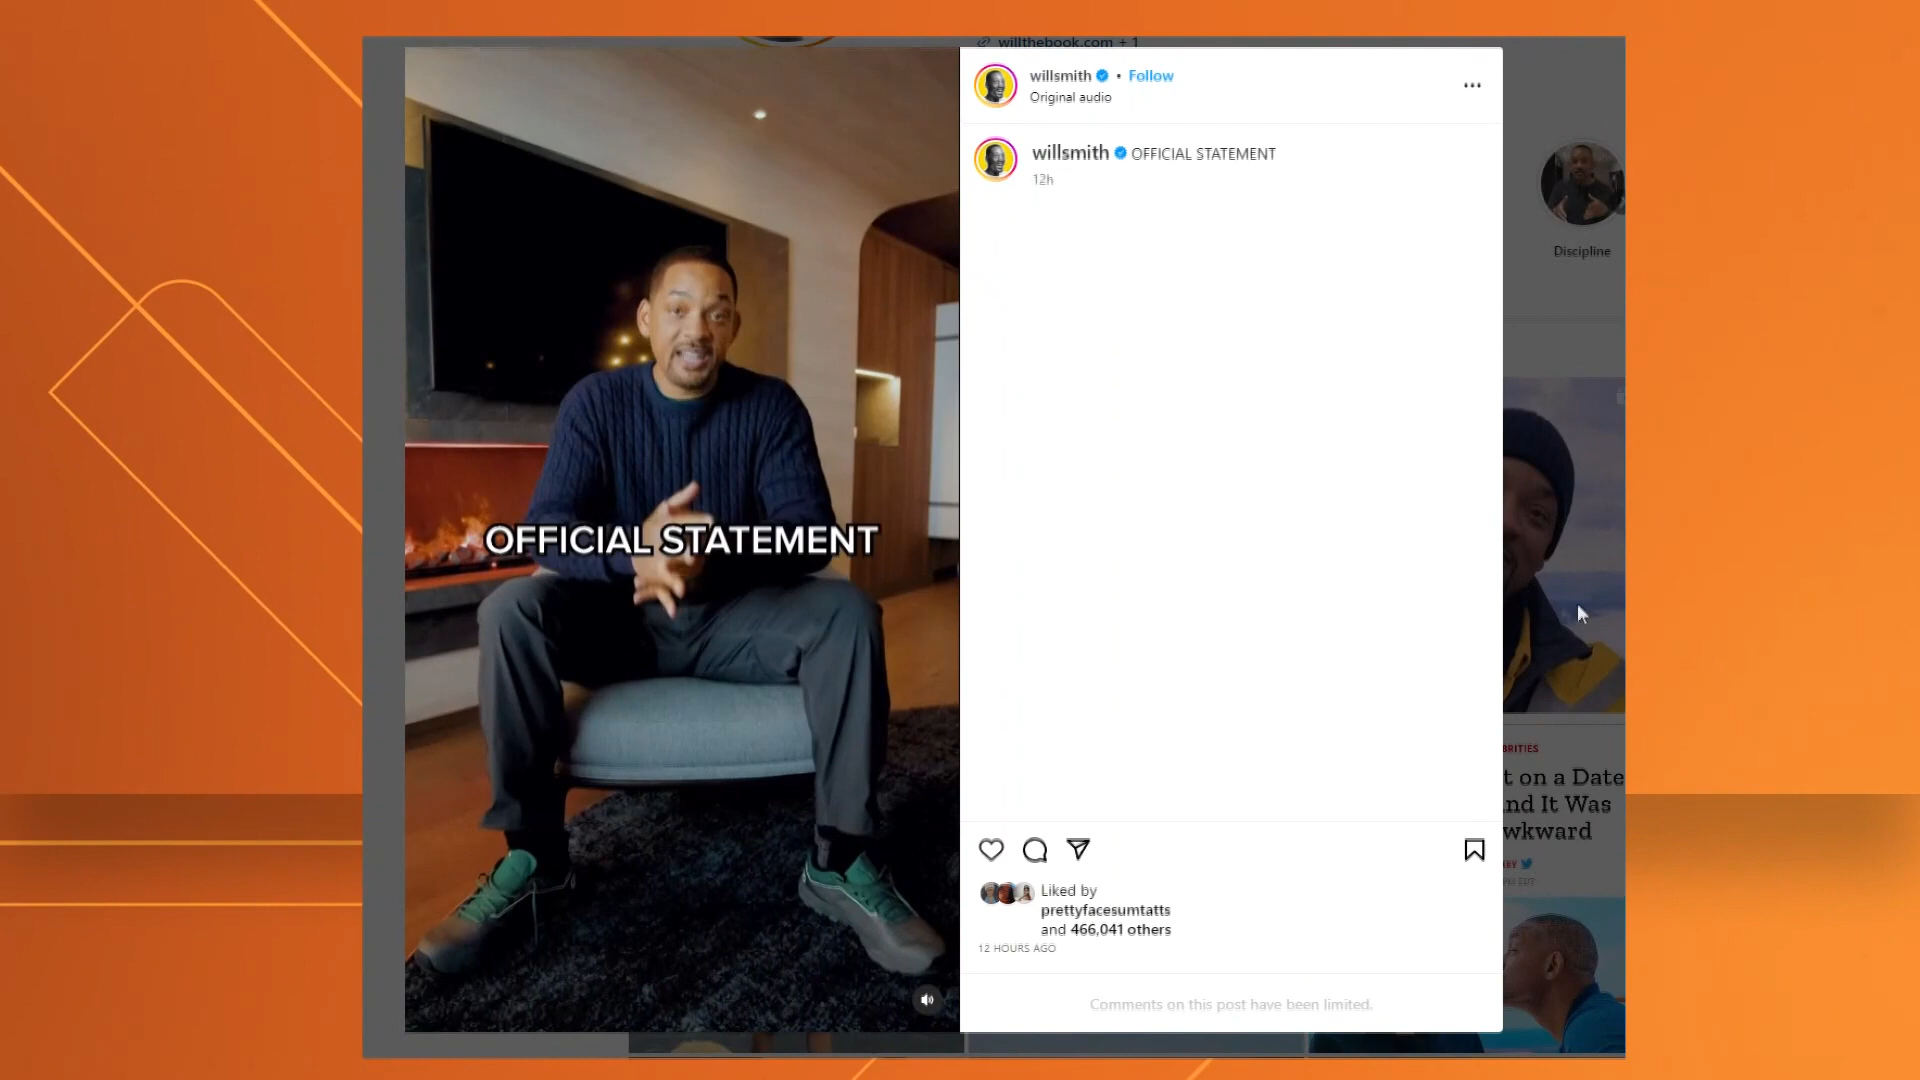 willthebook.com + 1
willsmith • Follow
Original audio
willsmith OFFICIAL STATEMENT
12h
Discipline
OFFICIAL STATEMENT
BRITIES
t on a Date
nd It Was
wkward
Liked by
prettyfacesumtatts
and 466,041 others
12 HOURS AGO
Comments on this post have been limited.